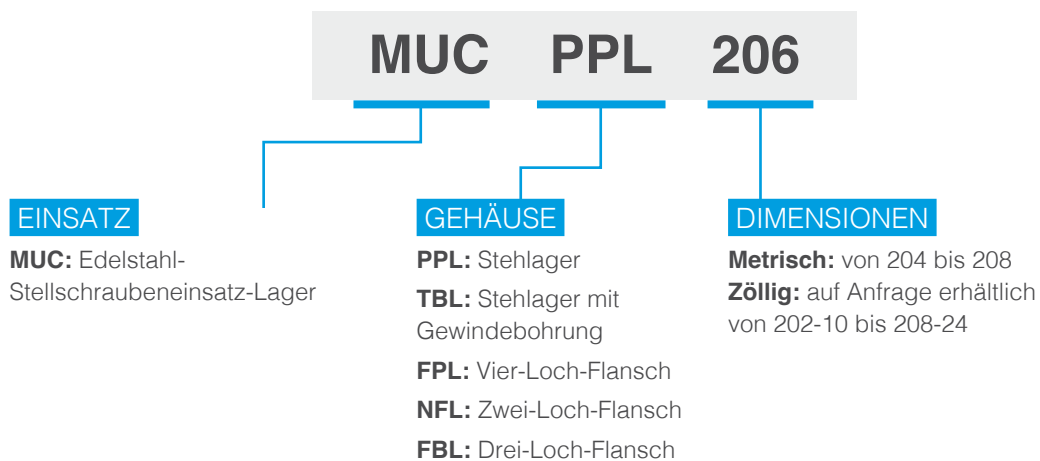 MUC PPL 206
EINSATZ
MUC: Edelstahl-
Stellschraubeneinsatz-Lager
GEHÄUSE
PPL: Stehlager
TBL: Stehlager mit
Gewindebohrung
FPL: Vier-Loch-Flansch
NFL: Zwei-Loch-Flansch
FBL: Drei-Loch-Flansch
DIMENSIONEN
Metrisch: von 204 bis 208
Zöllig: auf Anfrage erhältlich
von 202-10 bis 208-24